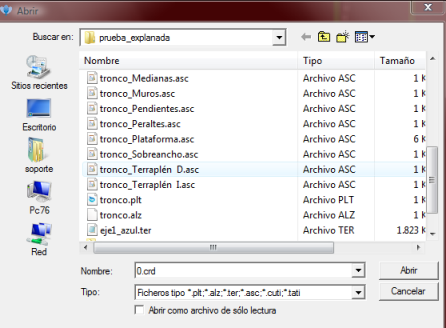 Abrir
Buscar en: prueba_explanada
Nombre Tipo Tamaño
tronco_Medianas.asc Archivo ASC 1 K
tronco_Muros.asc Archivo ASC 1 K
tronco_Pendientes.asc Archivo ASC 1 K
tronco_Peraltes.asc Archivo ASC 1 K
tronco_Plataforma.asc Archivo ASC 6 K
tronco_Sobreancho.asc Archivo ASC 1 K
tronco_Terraplén D.asc Archivo ASC 1 K
tronco_Terraplén I.asc Archivo ASC 1 K
tronco.plt Archivo PLT 1 K
tronco.alz Archivo ALZ 1 K
eje1_azul.ter Archivo TER 1.823 K
Sitios recientes
Escritorio
soporte
Pc76
Red
Nombre: 0.crd Abrir
Tipo: Ficheros tipo *.plt;*.alz;*.ter;*.asc;*.cuti;*.tati Cancelar
Abrir como archivo de sólo lectura